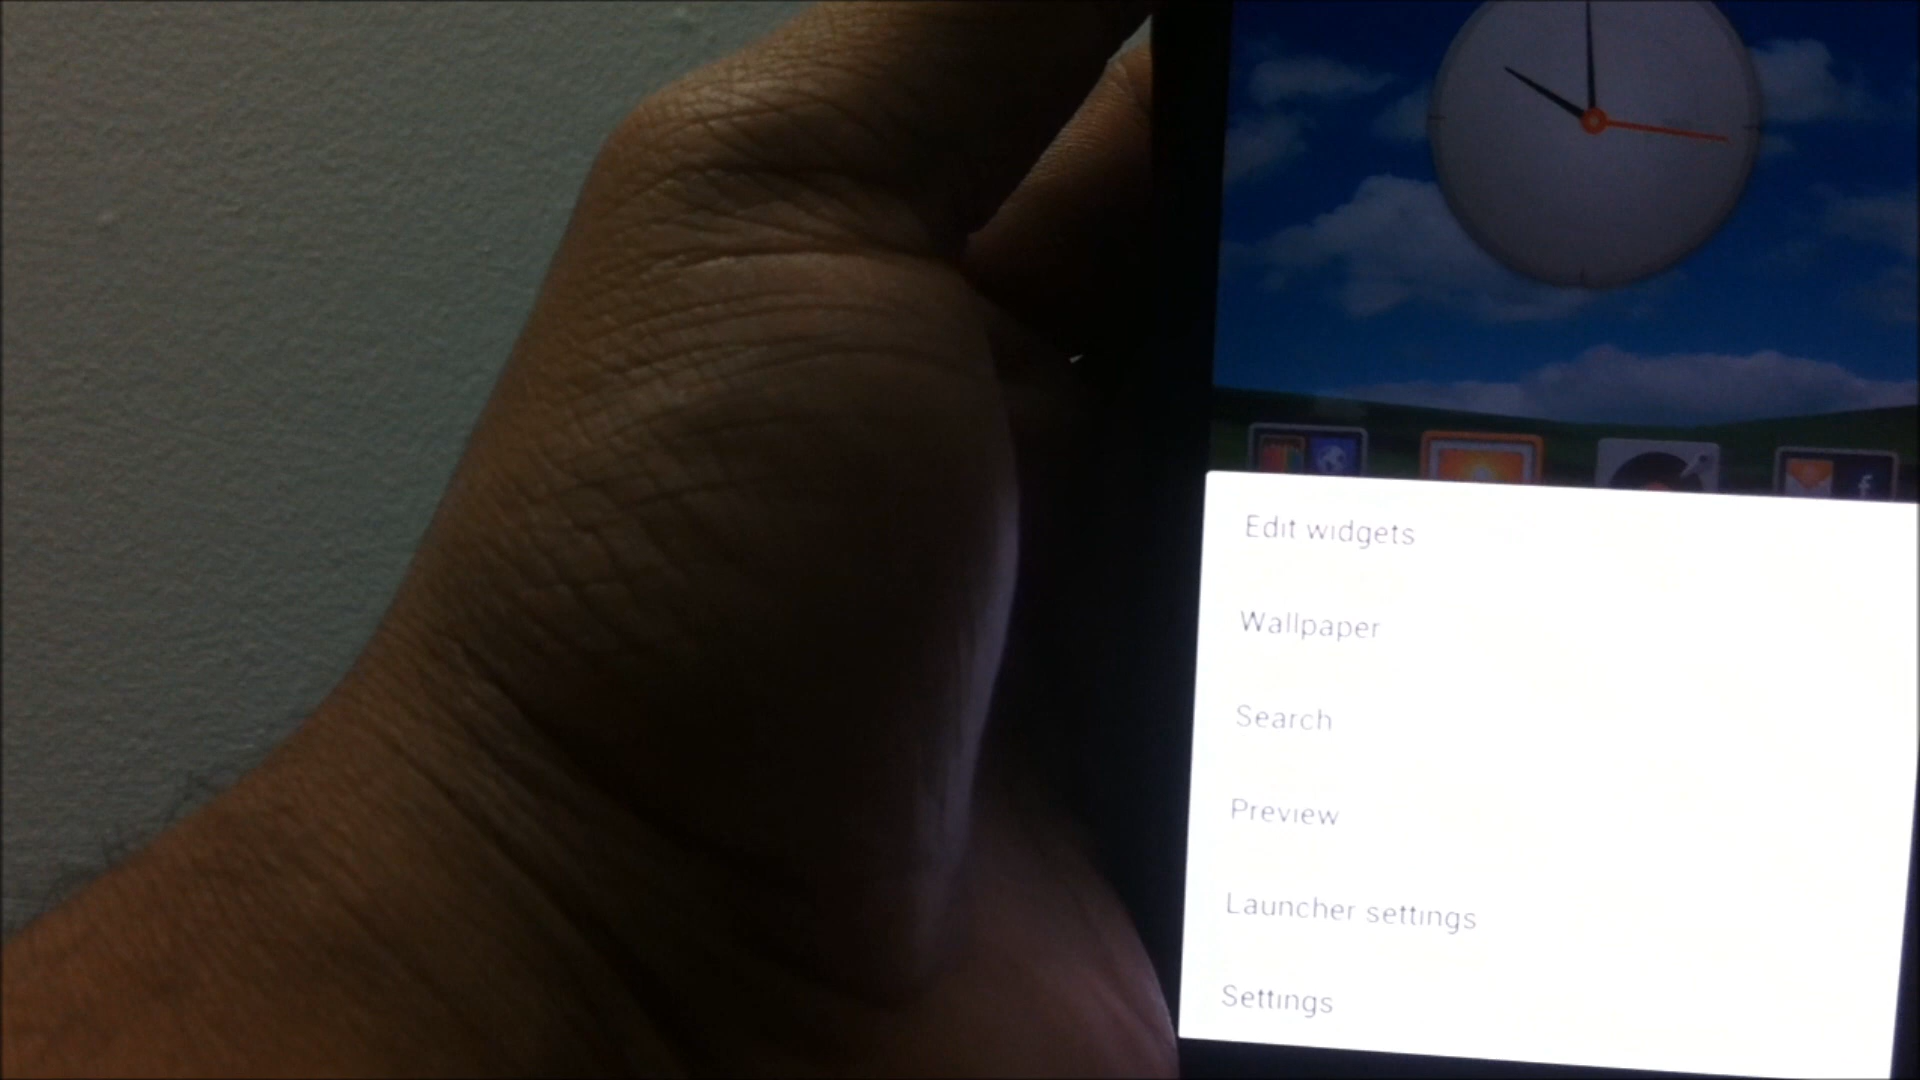 Edit widgets
Wallpaper
Search
Preview
Launcher settings
Settings